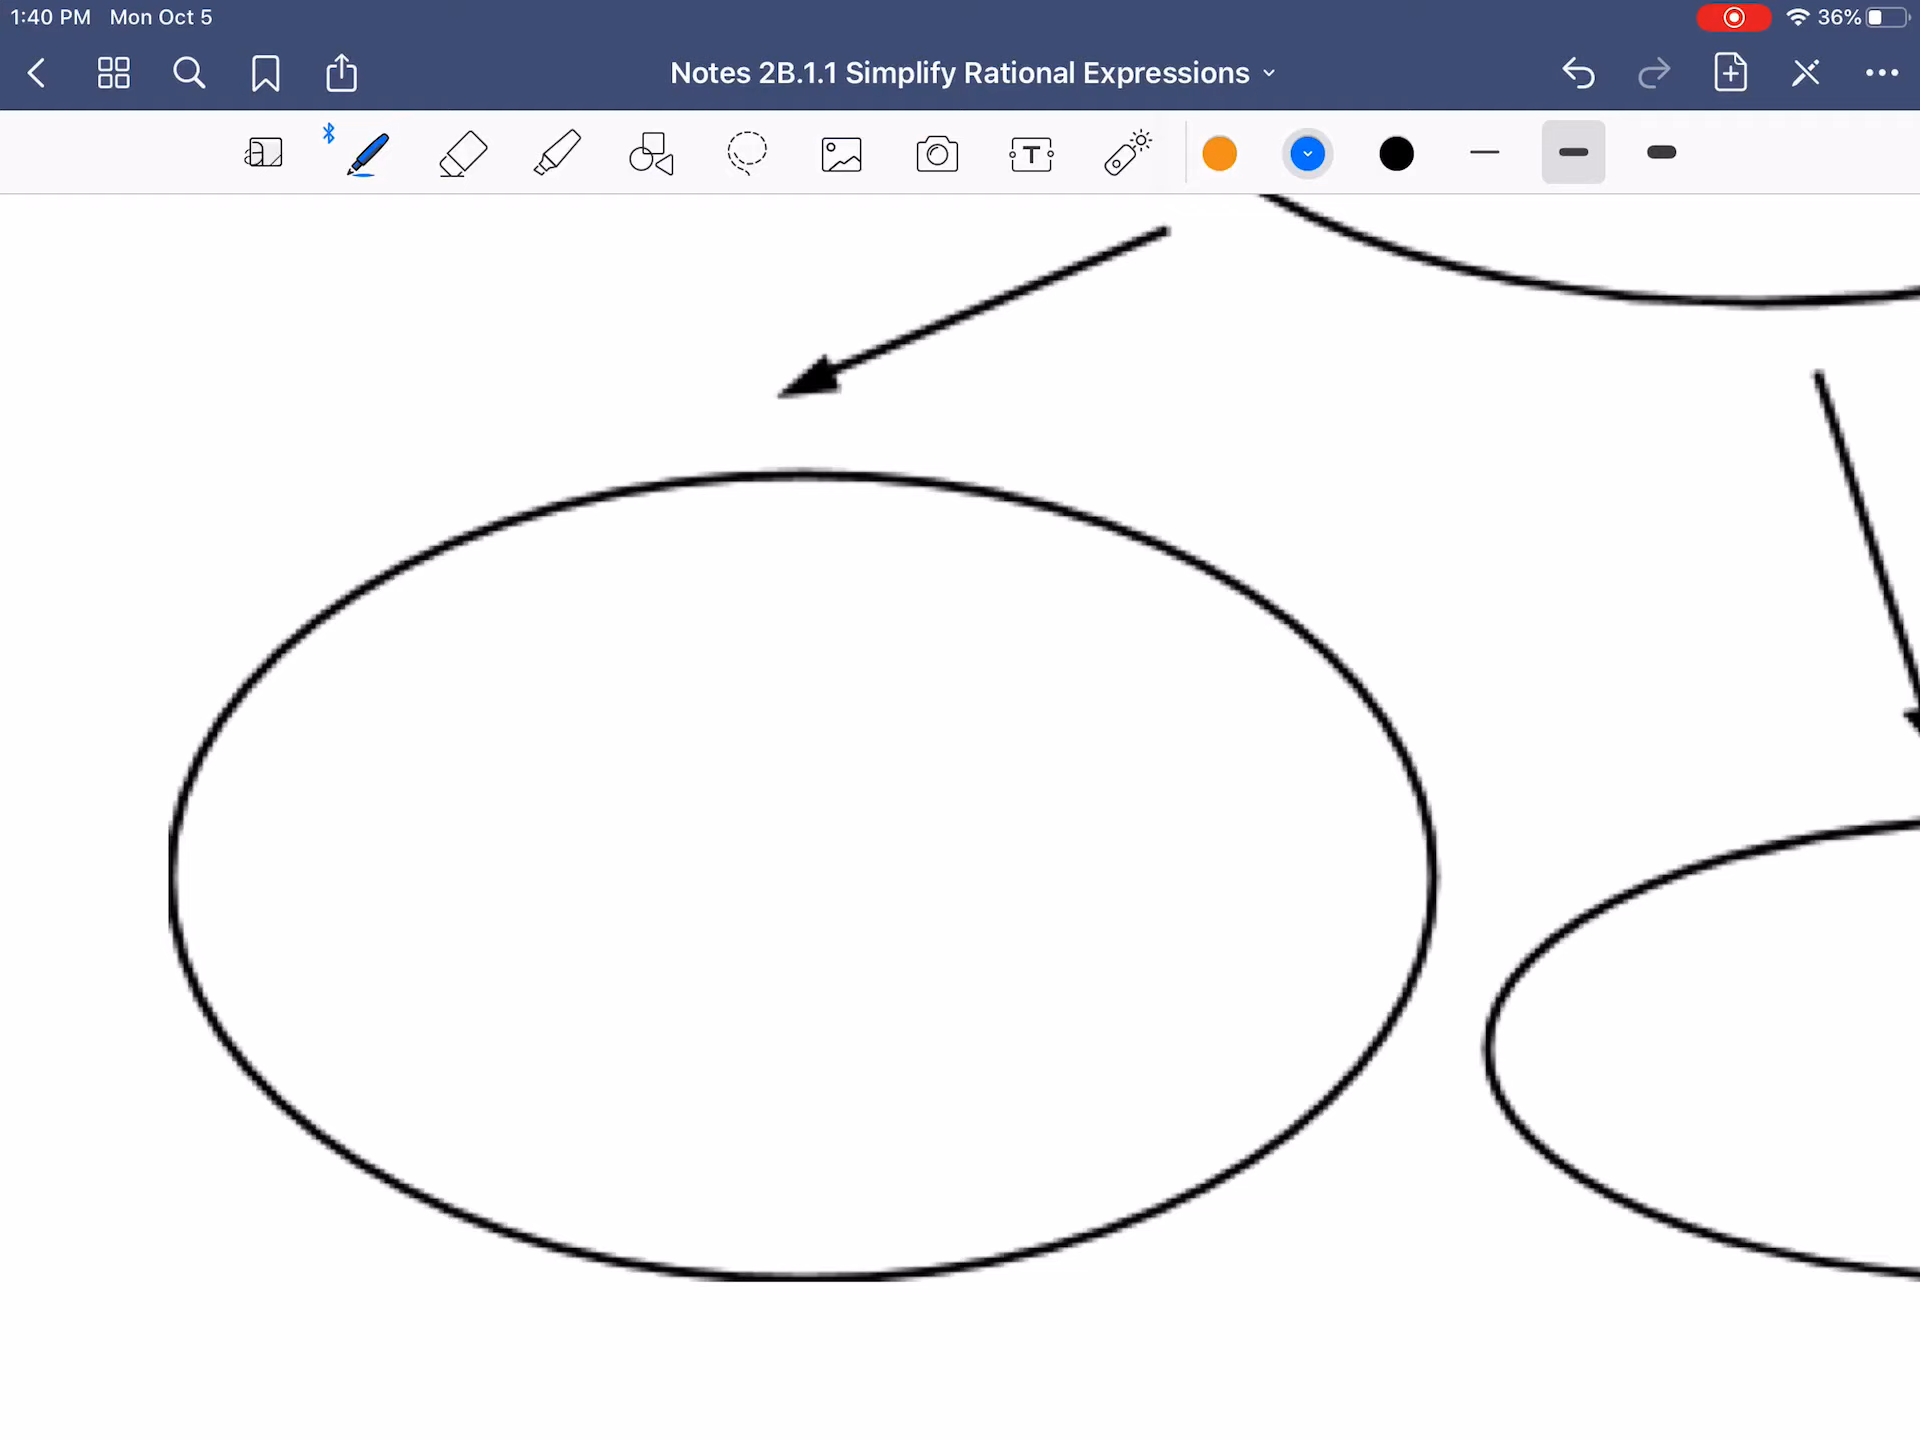 1:40 PM Mon Oct 5 36%
Notes 2B.1.1 Simplify Rational Expressions
a T